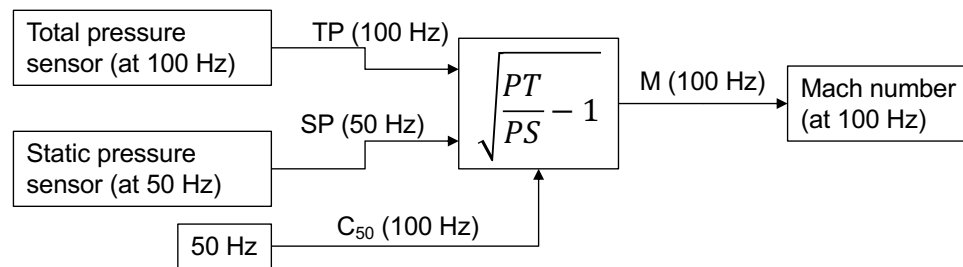 Total pressure
sensor (at 100 Hz)
TP (100 Hz)
√(PT/PS − 1)
M (100 Hz)
Mach number
(at 100 Hz)
SP (50 Hz)
Static pressure
sensor (at 50 Hz)
50 Hz
C₅₀ (100 Hz)